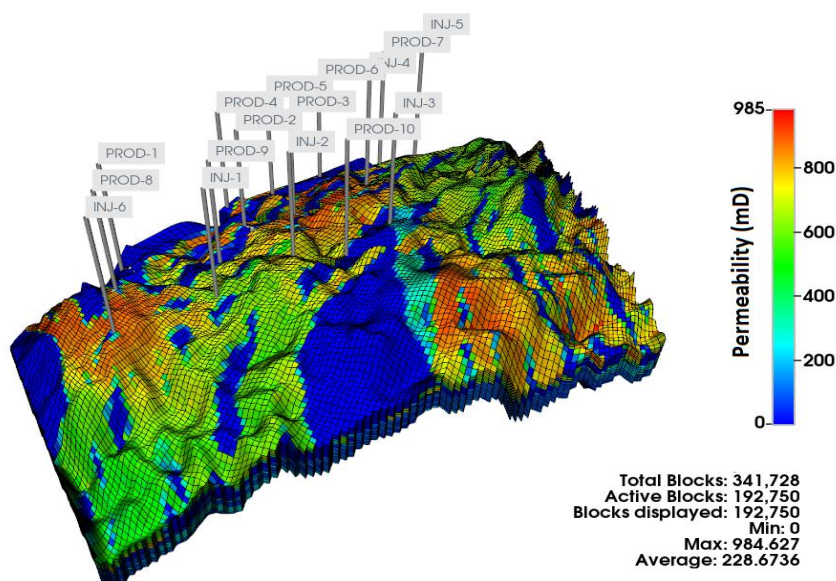 INJ-5
PROD-7
PROD-6
INJ-4
PROD-5
PROD-4
PROD-3
INJ-3
PROD-2
PROD-10
INJ-2
PROD-1
PROD-9
PROD-8
INJ-1
INJ-6
985
800
600
400
200
0
Permeability (mD)
Total Blocks: 341,728
Active Blocks: 192,750
Blocks displayed: 192,750
Min: 0
Max: 984.627
Average: 228.6736